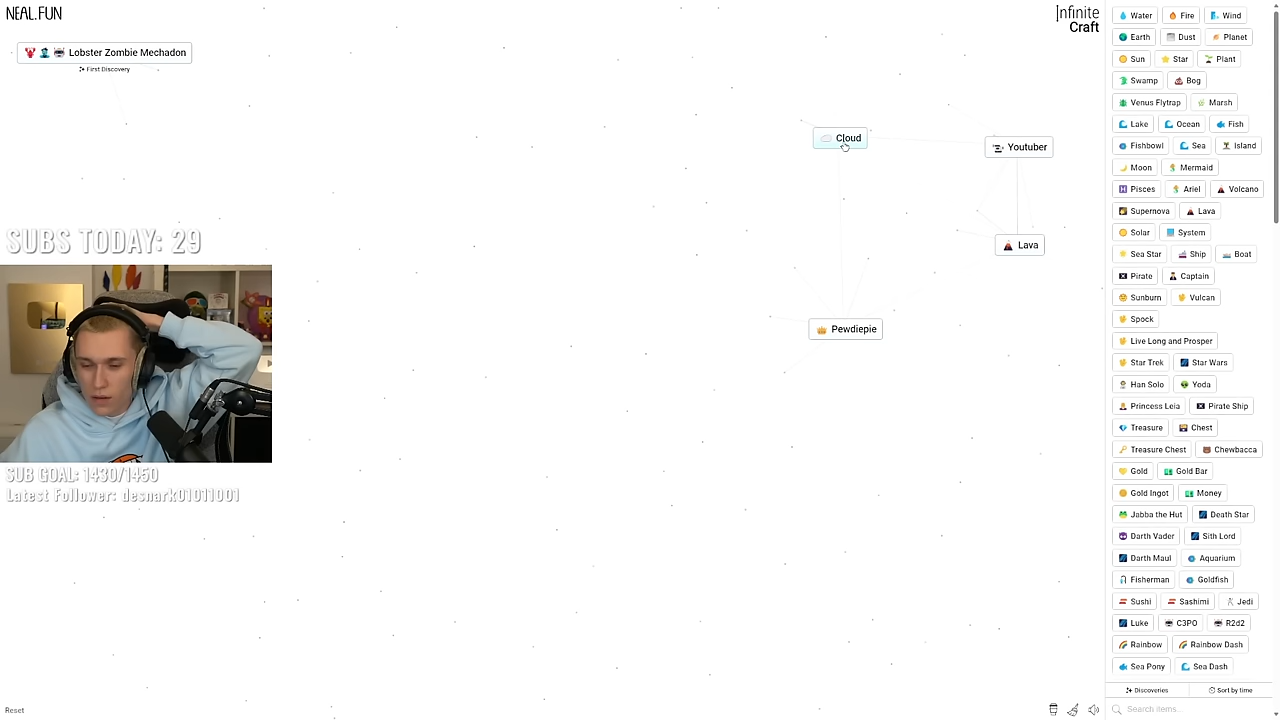 NEAL.FUN
Infinite
Craft
Lobster Zombie Mechadon
First Discovery
Cloud
Youtuber
Lava
Pewdiepie
SUBS TODAY: 29
SUB GOAL: 1430/1450
Latest Follower: desnark01011001
Reset
Water Fire Wind
Earth Dust Planet
Sun Star Plant
Swamp Bog
Venus Flytrap Marsh
Lake Ocean Fish
Fishbowl Sea Island
Moon Mermaid
Pisces Ariel Volcano
Supernova Lava
Solar System
Sea Star Ship Boat
Pirate Captain
Sunburn Vulcan
Spock
Live Long and Prosper
Star Trek Star Wars
Han Solo Yoda
Princess Leia Pirate Ship
Treasure Chest
Treasure Chest Chewbacca
Gold Gold Bar
Gold Ingot Money
Jabba the Hut Death Star
Darth Vader Sith Lord
Darth Maul Aquarium
Fisherman Goldfish
Sushi Sashimi Jedi
Luke C3PO R2d2
Rainbow Rainbow Dash
Sea Pony Sea Dash
Discoveries Sort by time
Search items...